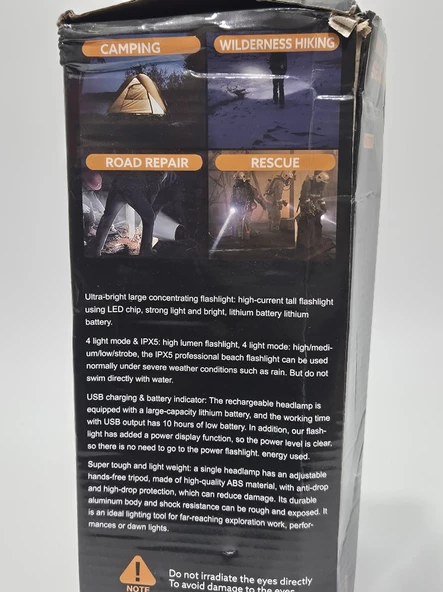 CAMPING
WILDERNESS HIKING
ROAD REPAIR
RESCUE
Ultra-bright large concentrating flashlight: high-current tall flashlight
using LED chip, strong light and bright, lithium battery lithium
battery.
4 light mode & IPX5: high lumen flashlight, 4 light mode: high/medi-
um/low/strobe, the IPX5 professional beach flashlight can be used
normally under severe weather conditions such as rain. But do not
swim directly with water.
USB charging & battery indicator: The rechargeable headlamp is
equipped with a large-capacity lithium battery, and the working time
with USB output has 10 hours of low battery. In addition, our flash-
light has added a power display function, so the power level is clear,
so there is no need to go to the power flashlight. energy used.
Super tough and light weight: a single headlamp has an adjustable
hands-free tripod, made of high-quality ABS material, with anti-drop
and high-drop protection, which can reduce damage. Its durable
aluminum body and shock resistance can be rough and exposed. It
is an ideal lighting tool for far-reaching exploration work, perfor-
mances or dawn lights.
Do not irradiate the eyes directly
To avoid damage to the eyes
NOTE